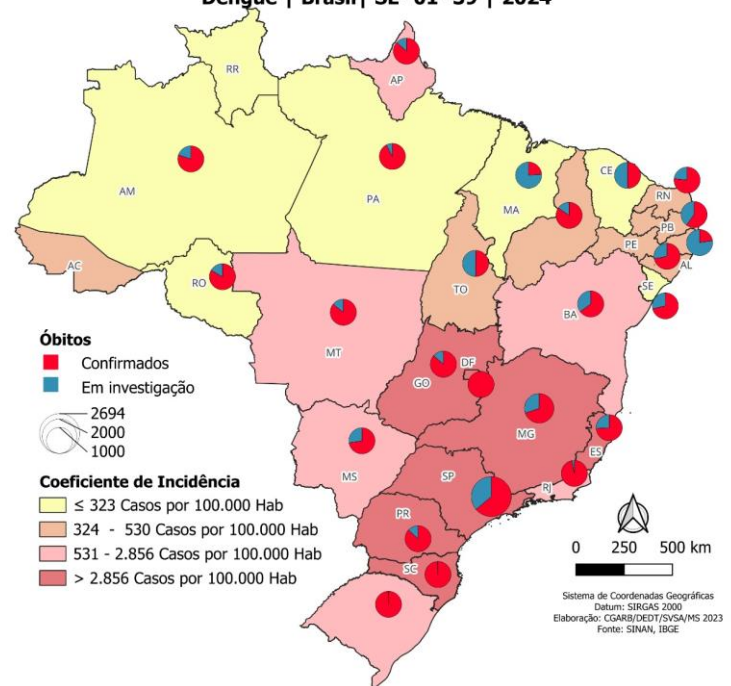 Dengue | Brasil| SE 01-39 | 2024
RR
AP
AM
PA
MA
CE
RN
PB
PE
AL
SE
AC
RO
TO
BA
MT
GO
DF
MG
ES
MS
SP
RJ
PR
SC
Óbitos
Confirmados
Em investigação
2694
2000
1000
Coeficiente de Incidência
≤ 323 Casos por 100.000 Hab
324 - 530 Casos por 100.000 Hab
531 - 2.856 Casos por 100.000 Hab
> 2.856 Casos por 100.000 Hab
0 250 500 km
Sistema de Coordenadas Geográficas
Datum: SIRGAS 2000
Elaboração: CGARB/DEDT/SVSA/MS 2023
Fonte: SINAN, IBGE